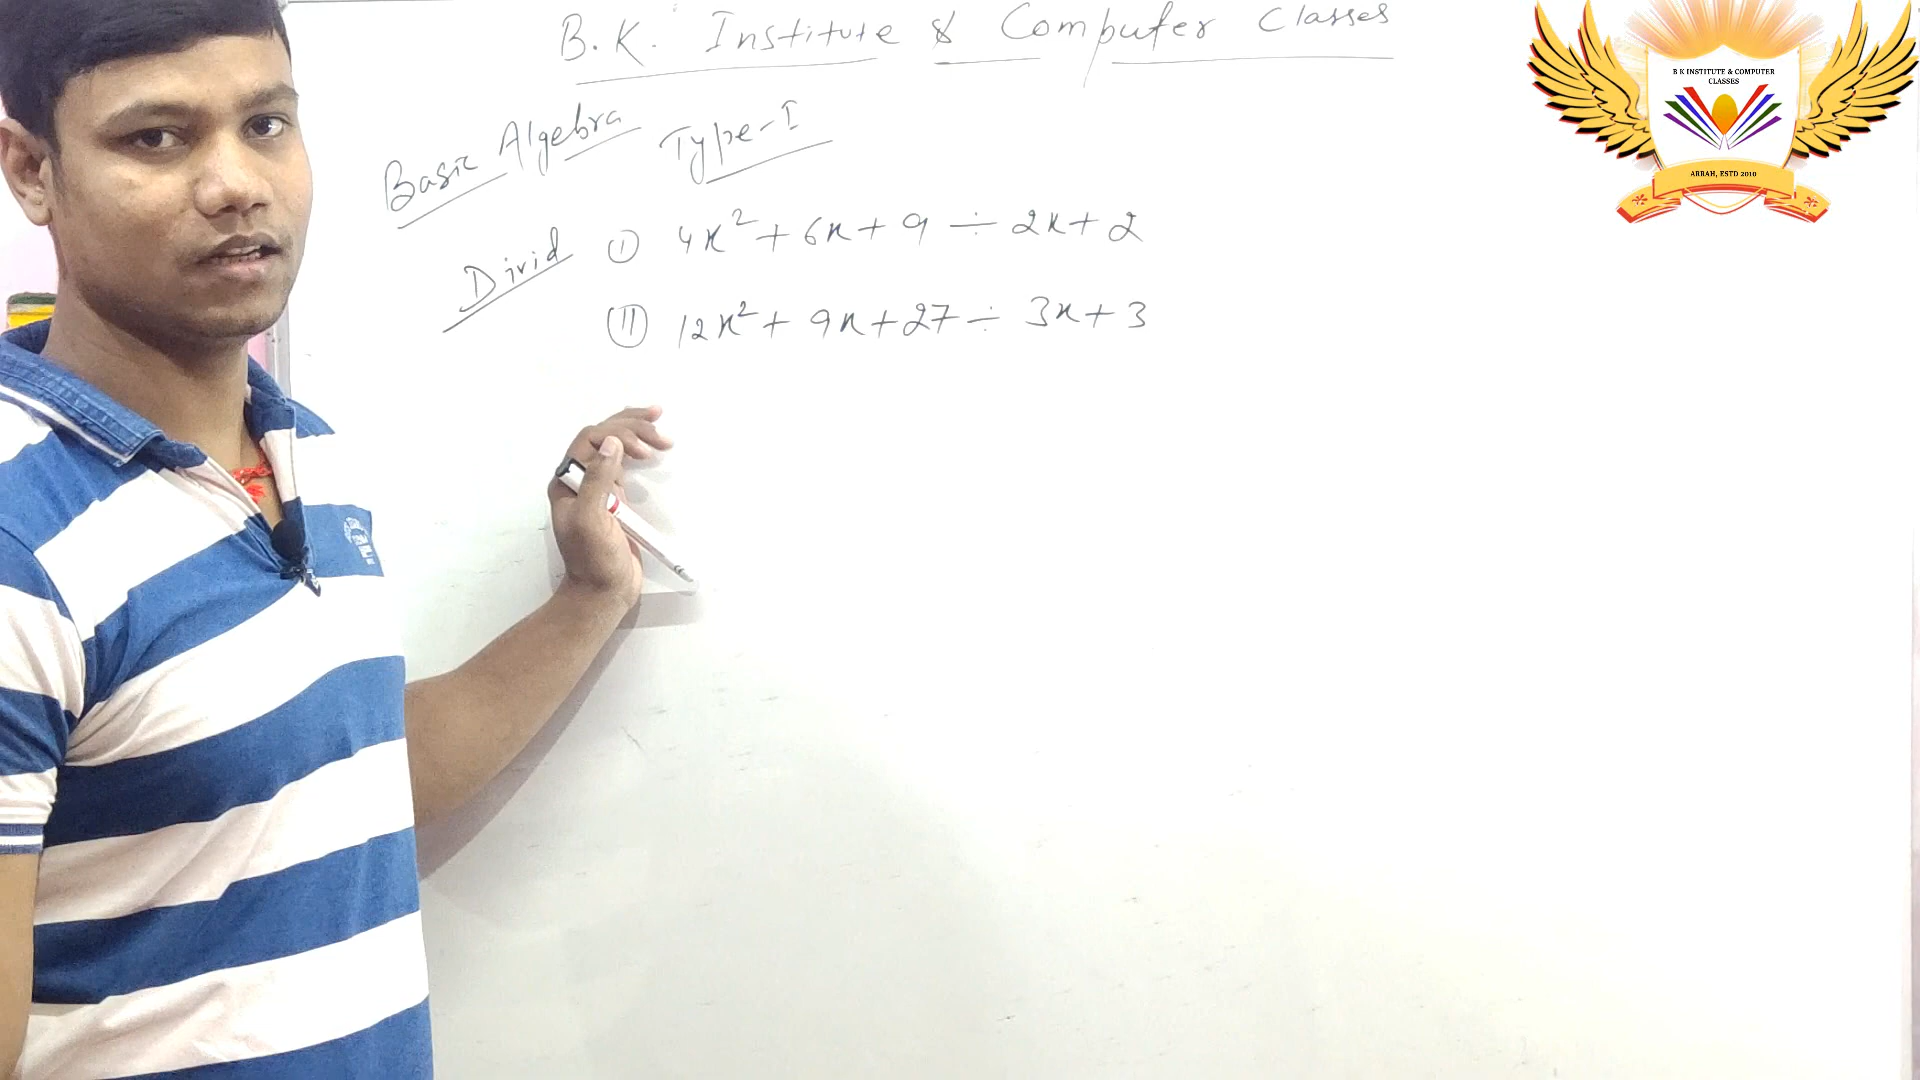 B.K. Institute & Computer Classes
B K INSTITUTE & COMPUTER
CLASSES
ARRAH, ESTD 2010
Basic Algebra Type-I
Divid (I) 4x² + 6x + 9 ÷ 2x + 2
(II) 12x² + 9x + 27 ÷ 3x + 3